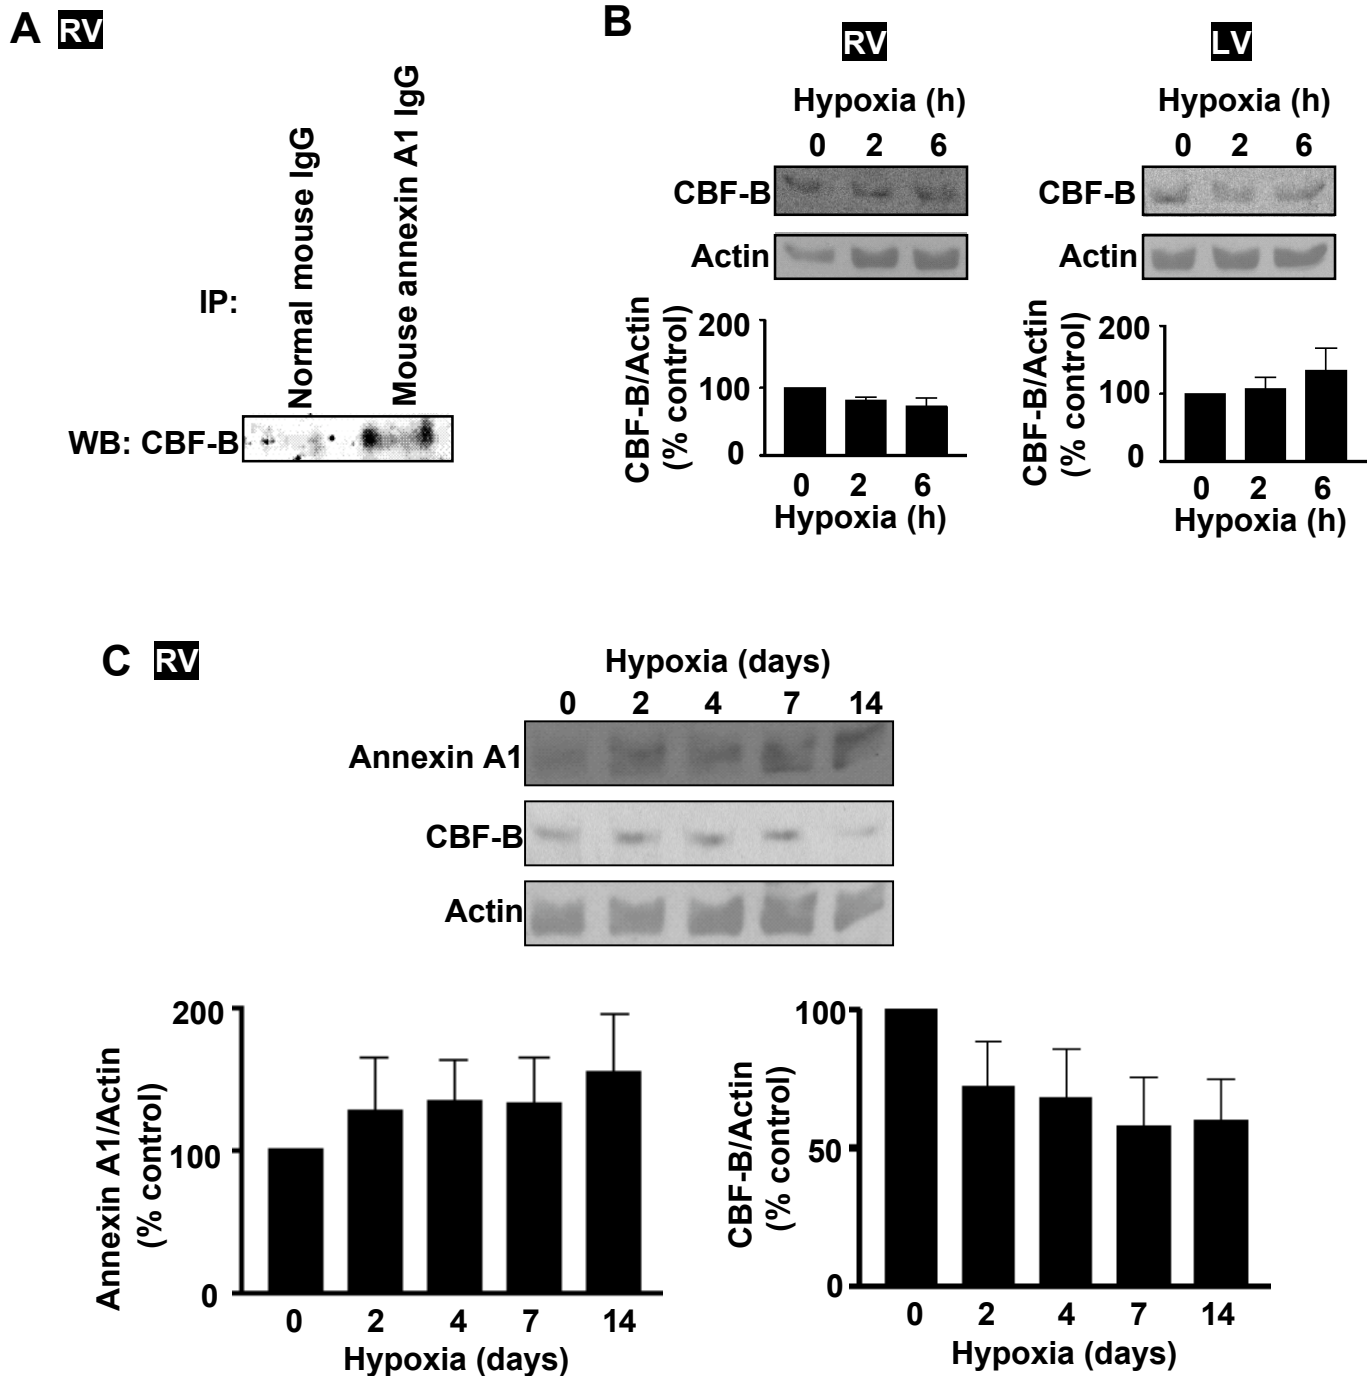 A RV
IP:
Normal mouse IgG
Mouse annexin A1 IgG
WB: CBF-B
B
RV
Hypoxia (h)
0 2 6
CBF-B
Actin
CBF-B/Actin
(% control)
200
100
0
0 2 6
Hypoxia (h)
LV
Hypoxia (h)
0 2 6
CBF-B
Actin
CBF-B/Actin
(% control)
200
100
0
0 2 6
Hypoxia (h)
C RV
Hypoxia (days)
0 2 4 7 14
Annexin A1
CBF-B
Actin
Annexin A1/Actin
(% control)
200
100
0
0 2 4 7 14
Hypoxia (days)
CBF-B/Actin
(% control)
100
50
0
0 2 4 7 14
Hypoxia (days)